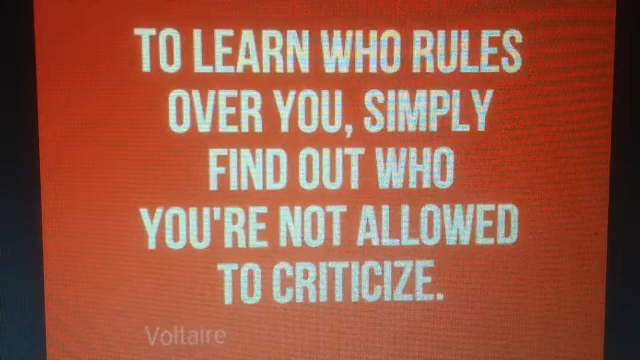 TO LEARN WHO RULES
OVER YOU, SIMPLY
FIND OUT WHO
YOU'RE NOT ALLOWED
TO CRITICIZE.
Voltaire